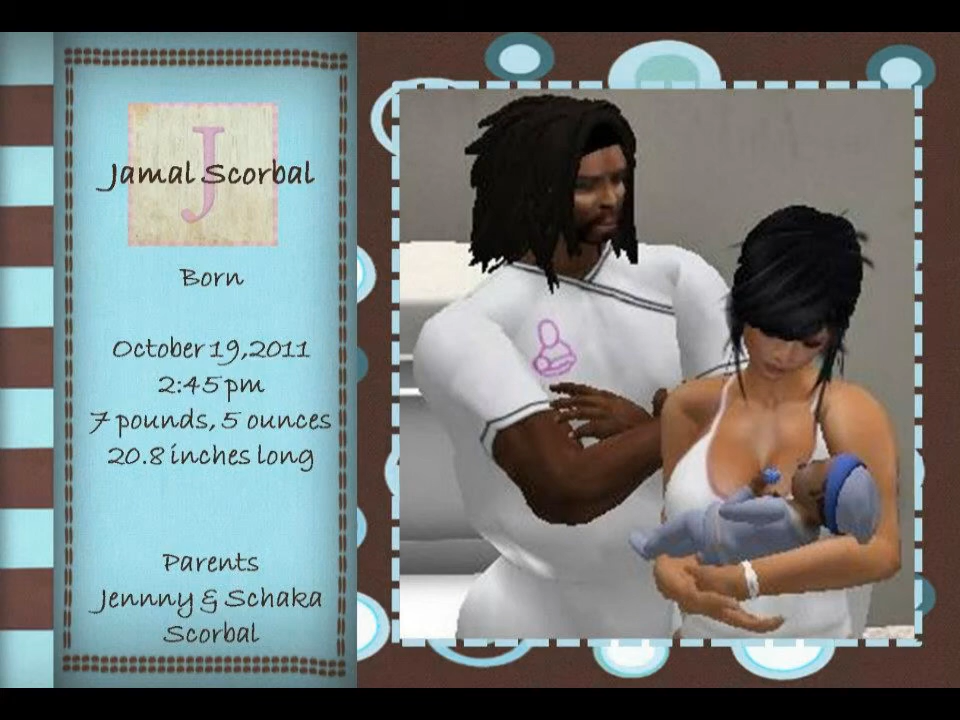 J
Jamal Scorbal
Born
October 19,2011
2:45 pm
7 pounds, 5 ounces
20.8 inches long
Parents
Jennny & Schaka
Scorbal